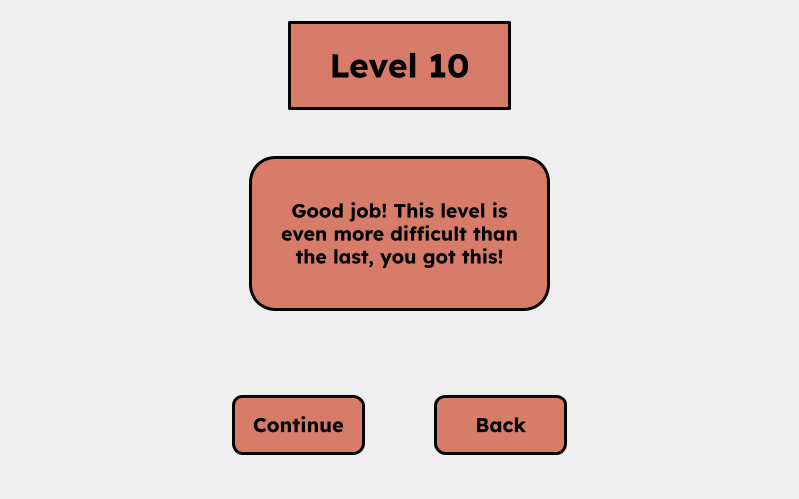 Level 10
Good job! This level is
even more difficult than
the last, you got this!
Continue
Back